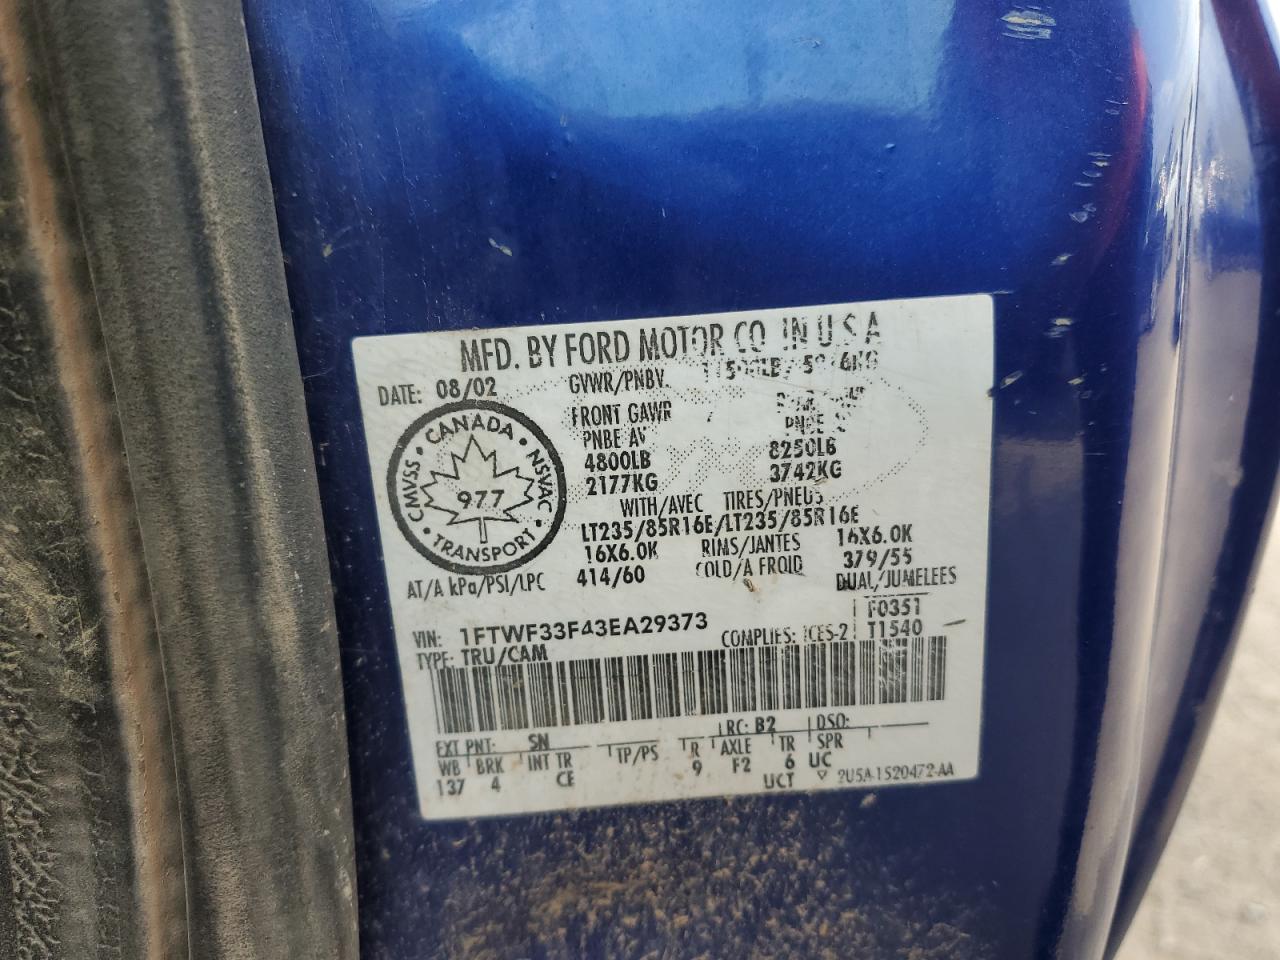 MFD. BY FORD MOTOR CO. IN U.S.A.
DATE: 08/02 GVWR/PNBV.
FRONT GAWR
PNBE AV
4800LB 8250LB
2177KG 3742KG
WITH/AVEC TIRES/PNEUS
LT235/85R16E/LT235/85R16E
16X6.0K RIMS/JANTES 16X6.0K
AT/A kPa/PSI/LPC 414/60 COLD/A FROID 379/55
DUAL/JUMELEES
CANADA
CMVSS • NSVAC
977
TRANSPORT
VIN: 1FTWF33F43EA29373 F0351
TYPE: TRU/CAM COMPLIES: ICES-2 T1540
EXT PNT: SN RC: B2 DSO:
WB BRK INT TR TP/PS R AXLE TR SPR
137 4 CE 9 F2 6 UC
UCT ▽ 2U5A-1520472-AA